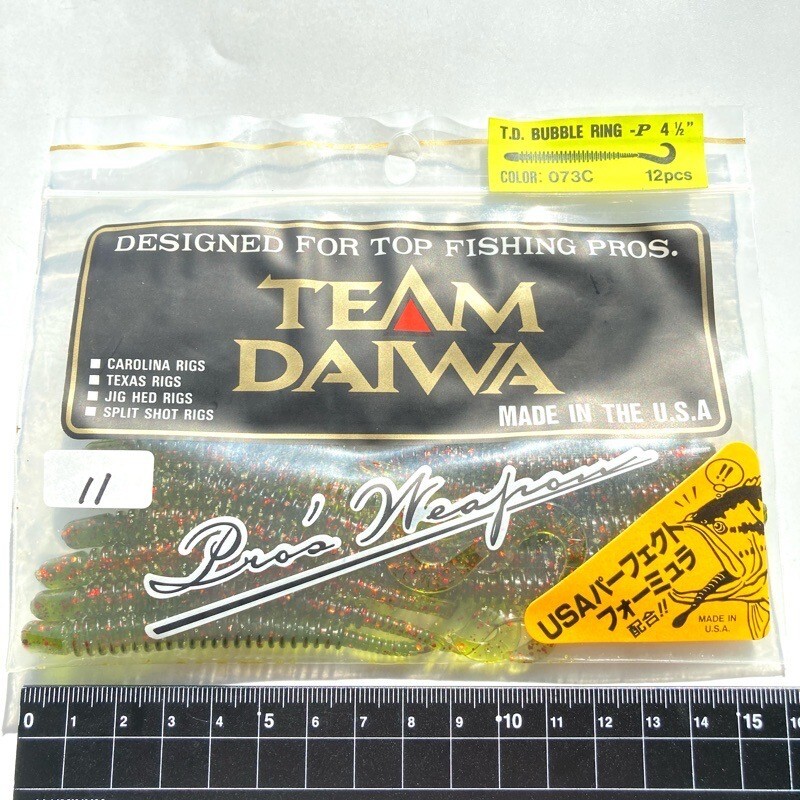 T.D. BUBBLE RING -P 4 ½"
COLOR: 073C 12pcs
DESIGNED FOR TOP FISHING PROS.
TEAM
DAIWA
■ CAROLINA RIGS
■ TEXAS RIGS
■ JIG HED RIGS
■ SPLIT SHOT RIGS
MADE IN THE U.S.A
11
Pro's Weapon
!!
USAパーフェクト
フォーミュラ
配合!!
MADE IN
U.S.A.
0 1 2 3 4 5 6 7 8 9 10 11 12 13 14 15 16